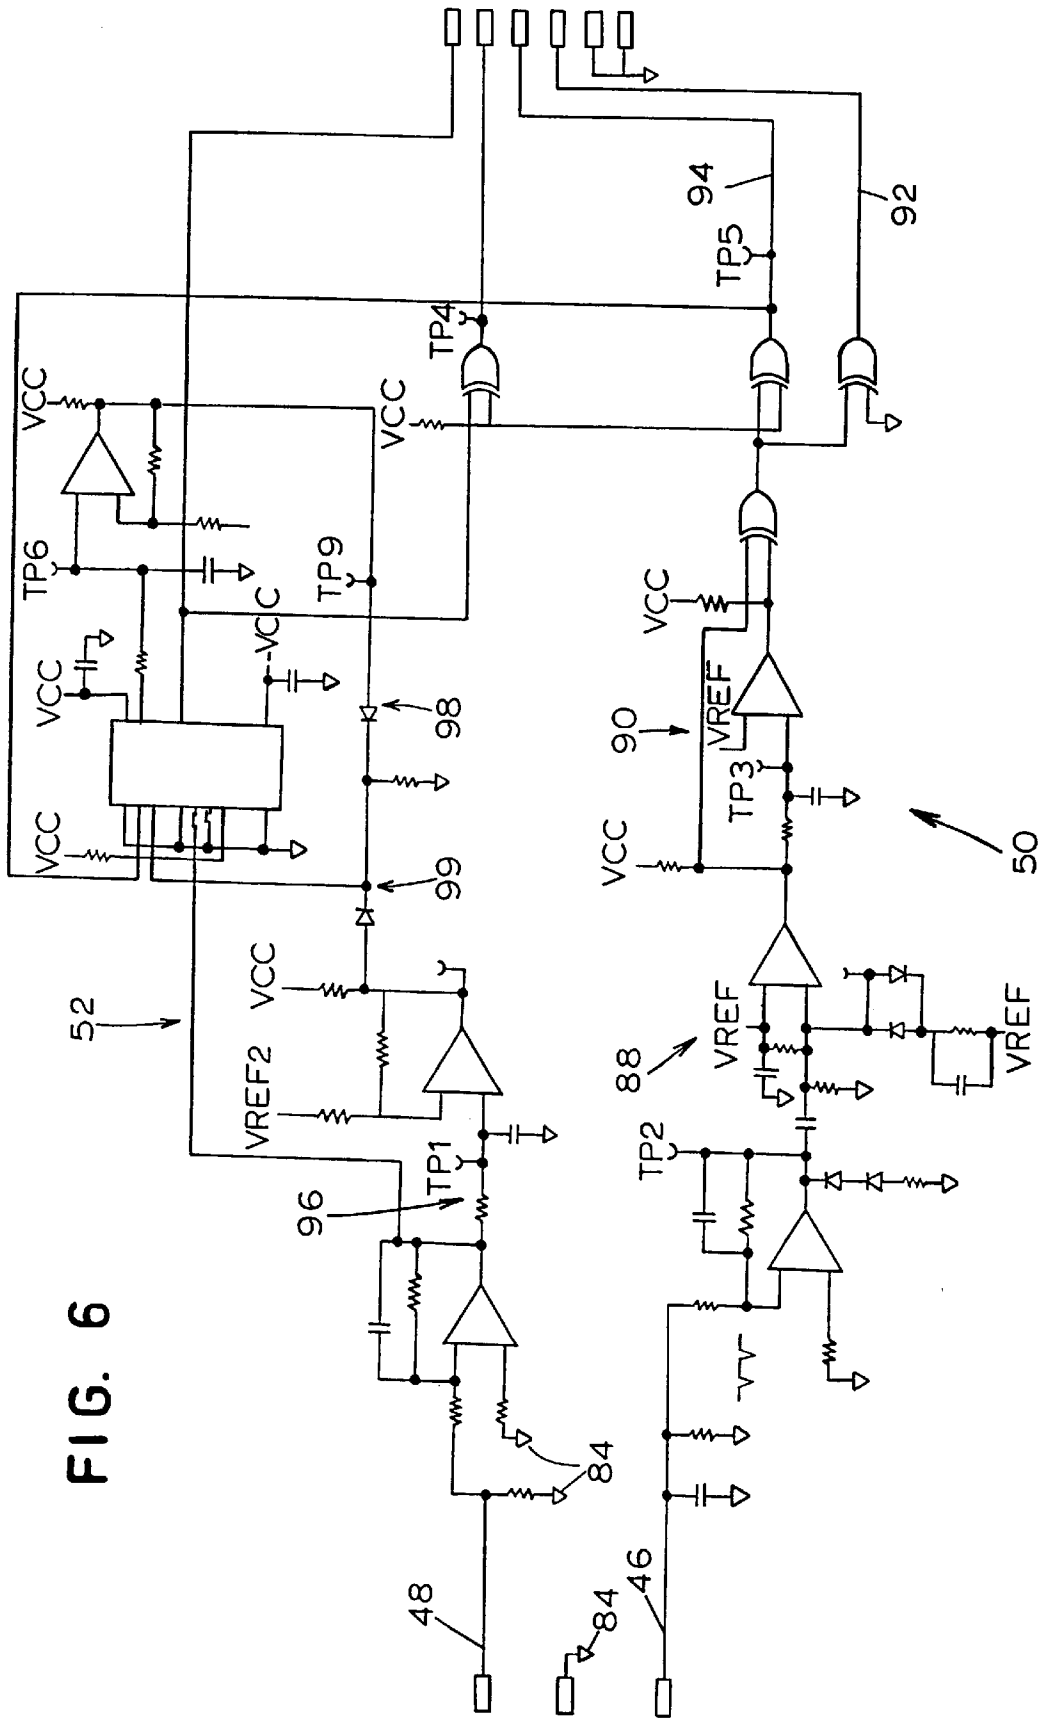 FIG. 6
52
VCC
VCC
TP6
VCC
VCC
TP9
98
99
VCC
VREF2
96
TP1
48
84
84
46
VCC
TP4
TP5
94
92
VCC
90
VREF
TP3
VCC
50
88
VREF
VREF
TP2